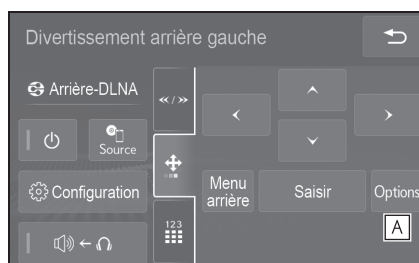 Divertissement arrière gauche
Arrière-DLNA
Source
Configuration
123
Menu
arrière
Saisir
Options
A